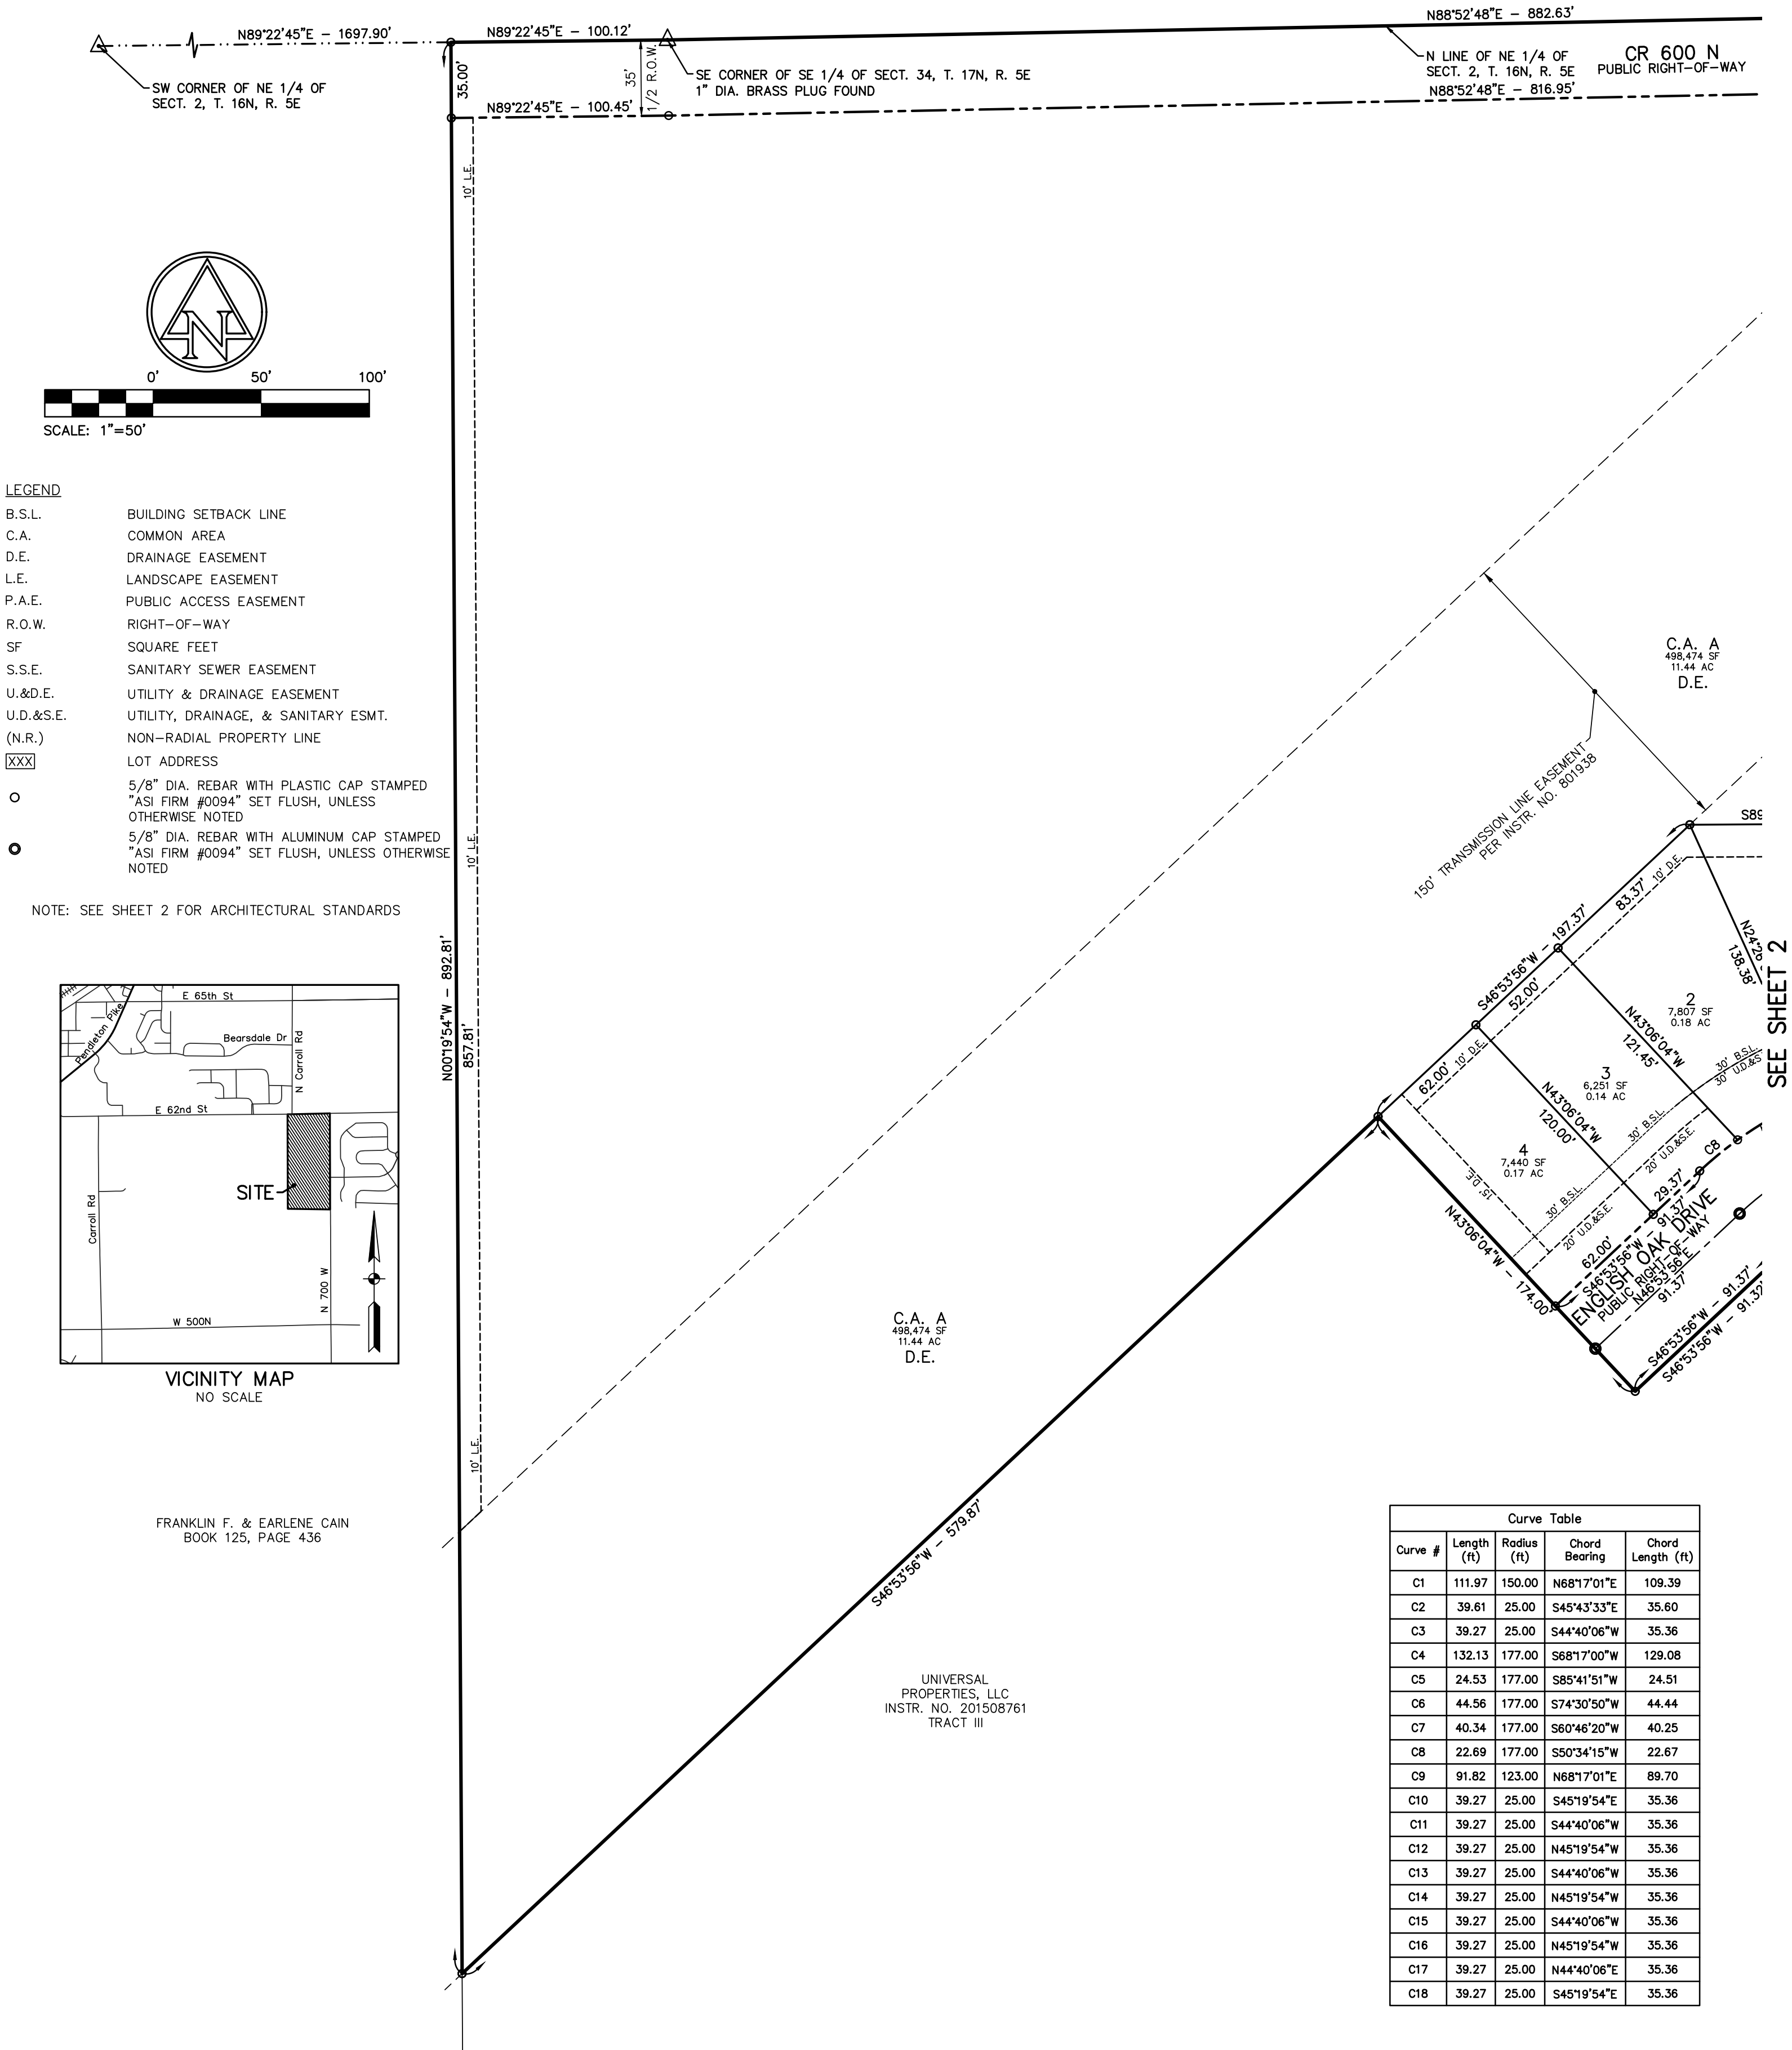 N88°52'48"E - 882.63'
N89°22'45"E - 1697.90'
N89°22'45"E - 100.12'
SW CORNER OF NE 1/4 OF
SECT. 2, T. 16N, R. 5E
35.00'
35'
1/2 R.O.W.
SE CORNER OF SE 1/4 OF SECT. 34, T. 17N, R. 5E
1" DIA. BRASS PLUG FOUND
N LINE OF NE 1/4 OF
SECT. 2, T. 16N, R. 5E
CR 600 N
PUBLIC RIGHT-OF-WAY
N89°22'45"E - 100.45'
N88°52'48"E - 816.95'
10' L.E.
N
0' 50' 100'
SCALE: 1"=50'
LEGEND
B.S.L. BUILDING SETBACK LINE
C.A. COMMON AREA
D.E. DRAINAGE EASEMENT
L.E. LANDSCAPE EASEMENT
P.A.E. PUBLIC ACCESS EASEMENT
R.O.W. RIGHT-OF-WAY
SF SQUARE FEET
S.S.E. SANITARY SEWER EASEMENT
U.&D.E. UTILITY & DRAINAGE EASEMENT
U.D.&S.E. UTILITY, DRAINAGE, & SANITARY ESMT.
(N.R.) NON-RADIAL PROPERTY LINE
XXX LOT ADDRESS
5/8" DIA. REBAR WITH PLASTIC CAP STAMPED
"ASI FIRM #0094" SET FLUSH, UNLESS
OTHERWISE NOTED
5/8" DIA. REBAR WITH ALUMINUM CAP STAMPED
"ASI FIRM #0094" SET FLUSH, UNLESS OTHERWISE
NOTED
NOTE: SEE SHEET 2 FOR ARCHITECTURAL STANDARDS
10' L.E.
N00°19'54"W - 892.81'
857.81'
10' L.E.
E 65th St
Pendleton Pike
Bearsdale Dr
N Carroll Rd
E 62nd St
SITE
Carroll Rd
N 700 W
W 500N
VICINITY MAP
NO SCALE
FRANKLIN F. & EARLENE CAIN
BOOK 125, PAGE 436
C.A. A
498,474 SF
11.44 AC
D.E.
150' TRANSMISSION LINE EASEMENT
PER INSTR. NO. 801938
S89
S46°53'56"W - 197.37'
83.37'
10' D.E.
52.00'
62.00'
10' D.E.
N24°26
138.38'
SEE SHEET 2
2
7,807 SF
0.18 AC
N43°06'04"W
121.45'
30' B.S.L.
30' U.D.&S
3
6,251 SF
0.14 AC
N43°06'04"W
120.00'
30' B.S.L.
20' U.D.&S.E.
4
7,440 SF
0.17 AC
15' D.E.
30' B.S.L.
20' U.D.&S.E.
C8
29.37'
62.00'
S46°53'56"W - 91.37'
ENGLISH OAK DRIVE
PUBLIC RIGHT-OF-WAY
N46°53'56"E
91.37'
N43°06'04"W - 174.00'
S46°53'56"W - 91.37'
S46°53'56"W - 91.32'
C.A. A
498,474 SF
11.44 AC
D.E.
S46°53'56"W - 579.87'
UNIVERSAL
PROPERTIES, LLC
INSTR. NO. 201508761
TRACT III
Curve Table
Curve # Length (ft) Radius (ft) Chord Bearing Chord Length (ft)
C1 111.97 150.00 N68°17'01"E 109.39
C2 39.61 25.00 S45°43'33"E 35.60
C3 39.27 25.00 S44°40'06"W 35.36
C4 132.13 177.00 S68°17'00"W 129.08
C5 24.53 177.00 S85°41'51"W 24.51
C6 44.56 177.00 S74°30'50"W 44.44
C7 40.34 177.00 S60°46'20"W 40.25
C8 22.69 177.00 S50°34'15"W 22.67
C9 91.82 123.00 N68°17'01"E 89.70
C10 39.27 25.00 S45°19'54"E 35.36
C11 39.27 25.00 S44°40'06"W 35.36
C12 39.27 25.00 N45°19'54"W 35.36
C13 39.27 25.00 S44°40'06"W 35.36
C14 39.27 25.00 N45°19'54"W 35.36
C15 39.27 25.00 S44°40'06"W 35.36
C16 39.27 25.00 N45°19'54"W 35.36
C17 39.27 25.00 N44°40'06"E 35.36
C18 39.27 25.00 S45°19'54"E 35.36